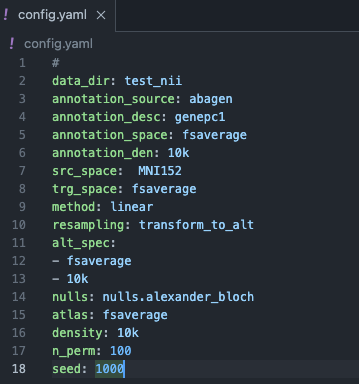 config.yaml
config.yaml
1 #
2 data_dir: test_nii
3 annotation_source: abagen
4 annotation_desc: genepc1
5 annotation_space: fsaverage
6 annotation_den: 10k
7 src_space:  MNI152
8 trg_space: fsaverage
9 method: linear
10 resampling: transform_to_alt
11 alt_spec:
12 - fsaverage
13 - 10k
14 nulls: nulls.alexander_bloch
15 atlas: fsaverage
16 density: 10k
17 n_perm: 100
18 seed: 1000